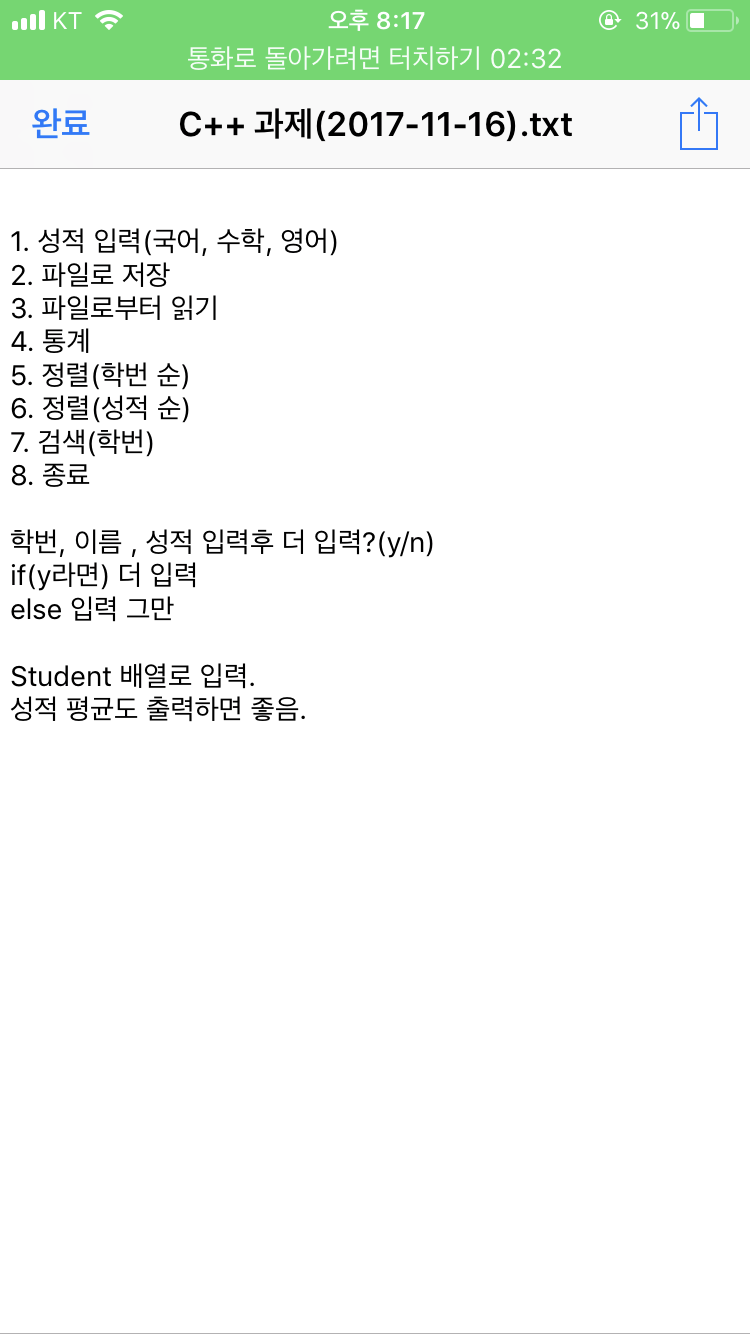 KT 오후 8:17 31%
통화로 돌아가려면 터치하기 02:32
완료 C++ 과제(2017-11-16).txt
1. 성적 입력(국어, 수학, 영어)
2. 파일로 저장
3. 파일로부터 읽기
4. 통계
5. 정렬(학번 순)
6. 정렬(성적 순)
7. 검색(학번)
8. 종료
학번, 이름 , 성적 입력후 더 입력?(y/n)
if(y라면) 더 입력
else 입력 그만
Student 배열로 입력.
성적 평균도 출력하면 좋음.